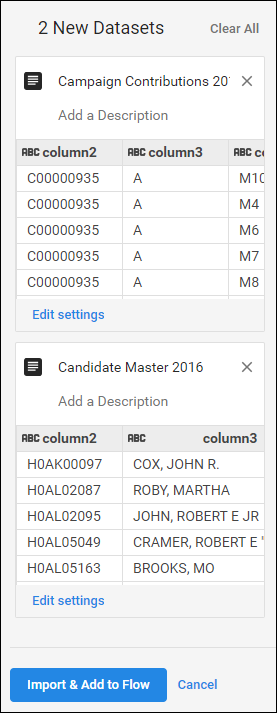 2 New Datasets Clear All
Campaign Contributions 20
Add a Description
ABC column2 ABC column3 ABC
C00000935 A M10
C00000935 A M4
C00000935 A M6
C00000935 A M7
C00000935 A M8
Edit settings
Candidate Master 2016
Add a Description
ABC column2 ABC column3
H0AK00097 COX, JOHN R.
H0AL02087 ROBY, MARTHA
H0AL02095 JOHN, ROBERT E JR
H0AL05049 CRAMER, ROBERT E "
H0AL05163 BROOKS, MO
Edit settings
Import & Add to Flow Cancel